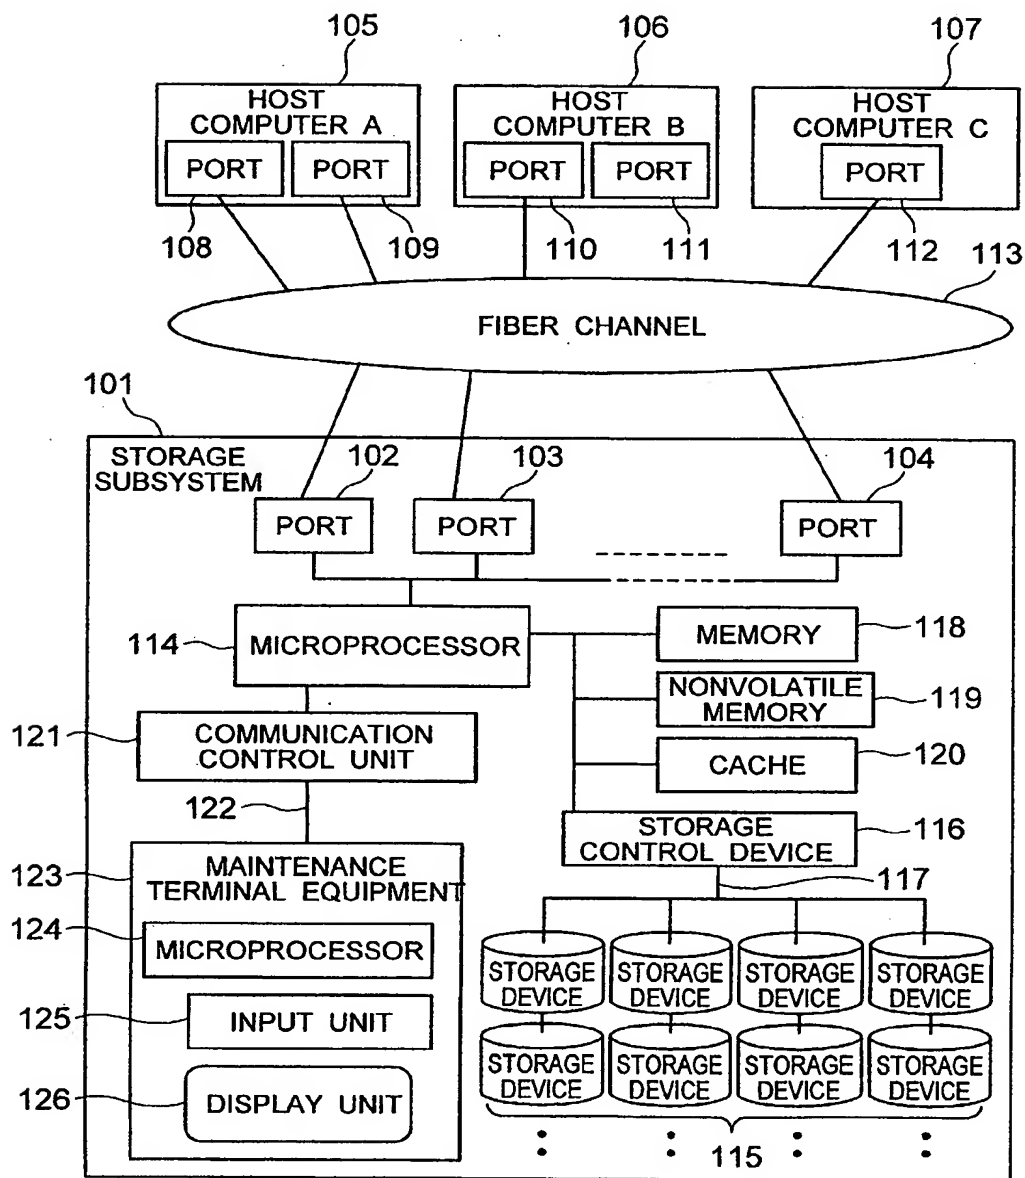 105
106
107
HOST
COMPUTER A
HOST
COMPUTER B
HOST
COMPUTER C
PORT
PORT
PORT
PORT
PORT
108
109
110
111
112
113
FIBER CHANNEL
101
STORAGE
SUBSYSTEM
102
103
104
PORT
PORT
PORT
114
MICROPROCESSOR
MEMORY
118
NONVOLATILE
MEMORY
119
121
COMMUNICATION
CONTROL UNIT
CACHE
120
122
STORAGE
CONTROL DEVICE
116
117
123
MAINTENANCE
TERMINAL EQUIPMENT
124
MICROPROCESSOR
125
INPUT UNIT
126
DISPLAY UNIT
STORAGE
DEVICE
STORAGE
DEVICE
STORAGE
DEVICE
STORAGE
DEVICE
STORAGE
DEVICE
STORAGE
DEVICE
STORAGE
DEVICE
STORAGE
DEVICE
115